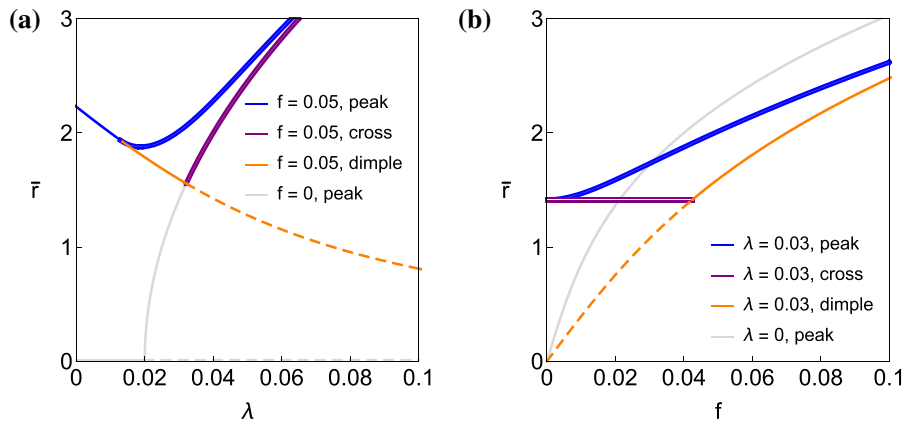 (a)
3
2
r̄
1
0
0
0.02
0.04
0.06
0.08
0.1
λ
f = 0.05, peak
f = 0.05, cross
f = 0.05, dimple
f = 0, peak
(b)
3
2
r̄
1
0
0
0.02
0.04
0.06
0.08
0.1
f
λ = 0.03, peak
λ = 0.03, cross
λ = 0.03, dimple
λ = 0, peak